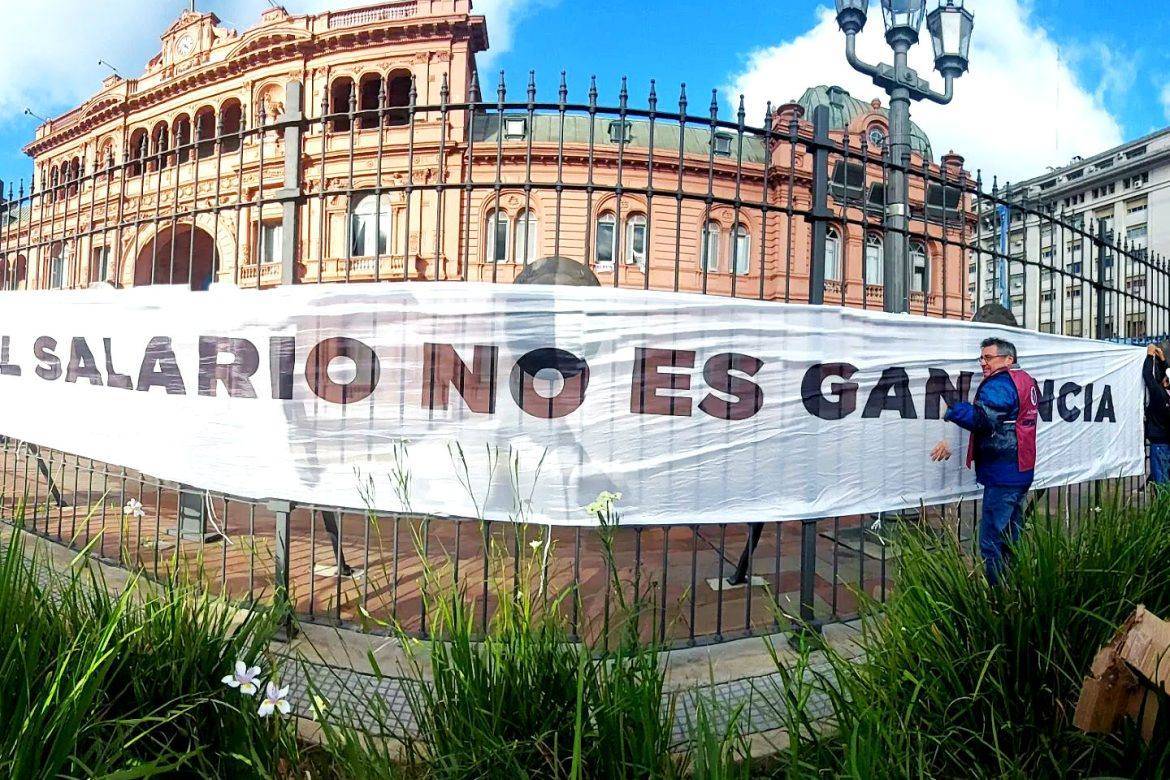 L SALARIO NO ES GANANCIA